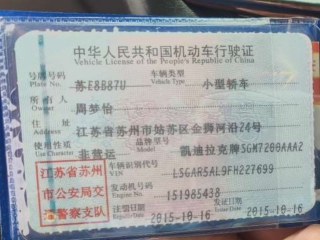 中华人民共和国机动车行驶证
Vehicle License of the People's Republic of China
号牌号码 苏E8B87U 车辆类型 小型轿车
Plate No. Vehicle Type
所有人 周梦怡
Owner
住址 江苏省苏州市姑苏区金狮河沿24号
Address
使用性质 非营运 品牌型号 凯迪拉克牌SGM7200AAA2
Use Character Model
江苏省苏州 车辆识别代号 LSGAR5AL9FH227699
VIN
市公安局交 发动机号码 151985438
Engine No.
警察支队 注册日期 2015-10-16 发证日期 2015-10-16
Register Date Issue Date